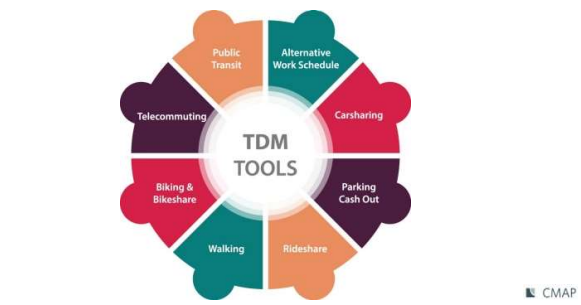 Public
Transit
Alternative
Work Schedule
Telecommuting
Carsharing
TDM
TOOLS
Biking &
Bikeshare
Parking
Cash Out
Walking
Rideshare
CMAP